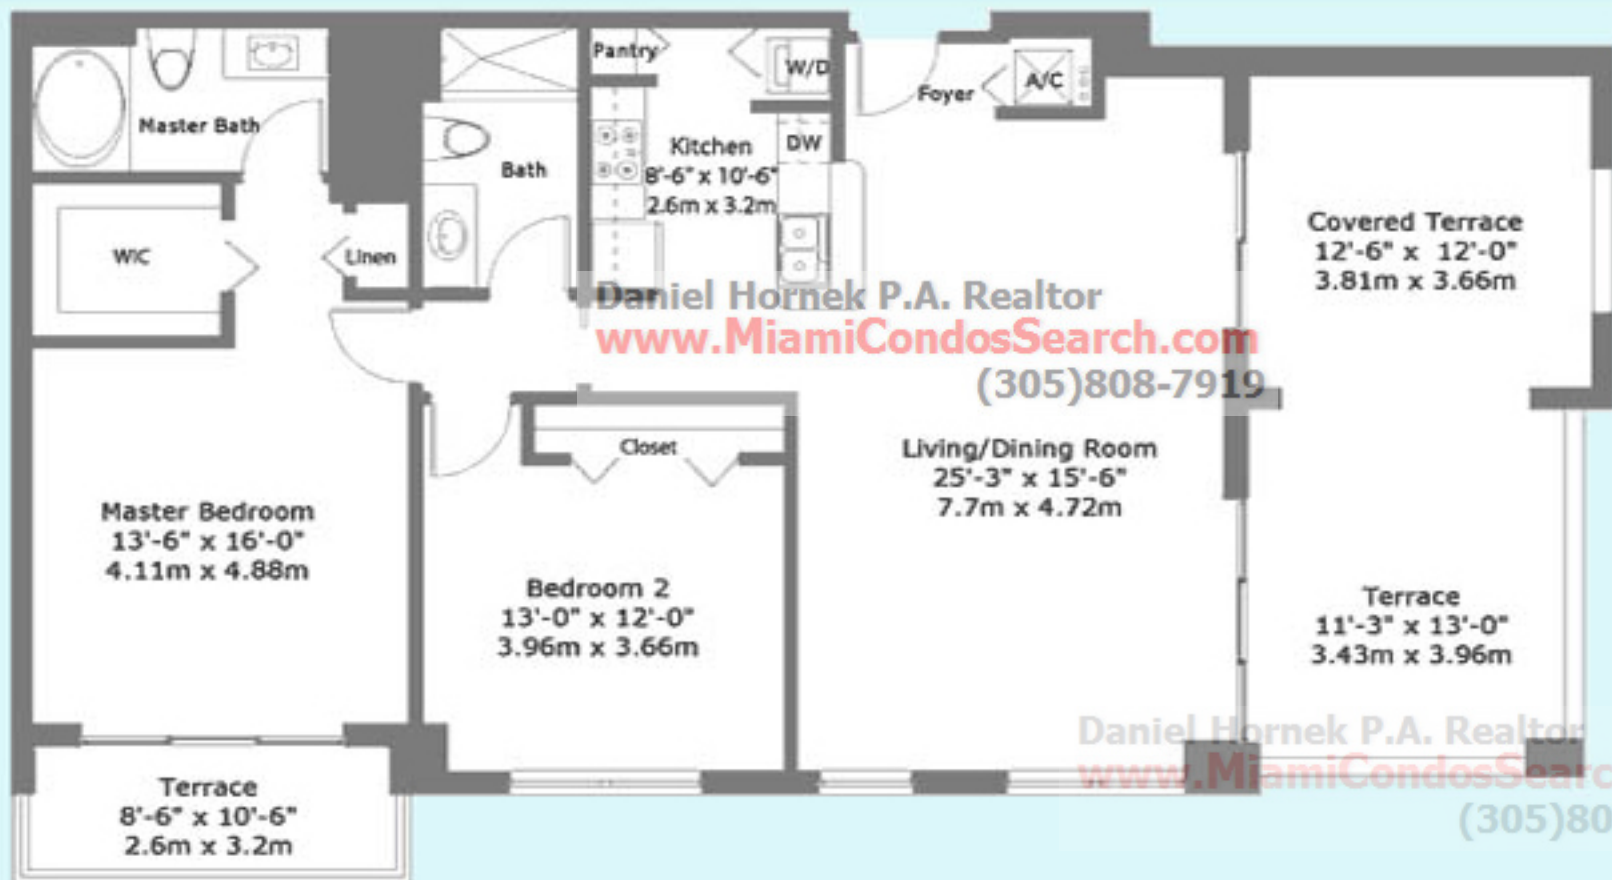 Pantry
W/D
A/C
Foyer
Master Bath
DW
Kitchen
8'-6" x 10'-6"
2.6m x 3.2m
Bath
WIC
Linen
Covered Terrace
12'-6" x 12'-0"
3.81m x 3.66m
Daniel Hornek P.A. Realtor
www.MiamiCondosSearch.com
(305)808-7919
Closet
Living/Dining Room
25'-3" x 15'-6"
7.7m x 4.72m
Master Bedroom
13'-6" x 16'-0"
4.11m x 4.88m
Bedroom 2
13'-0" x 12'-0"
3.96m x 3.66m
Terrace
11'-3" x 13'-0"
3.43m x 3.96m
Terrace
8'-6" x 10'-6"
2.6m x 3.2m
Daniel Hornek P.A. Realtor
www.MiamiCondosSearc
(305)80